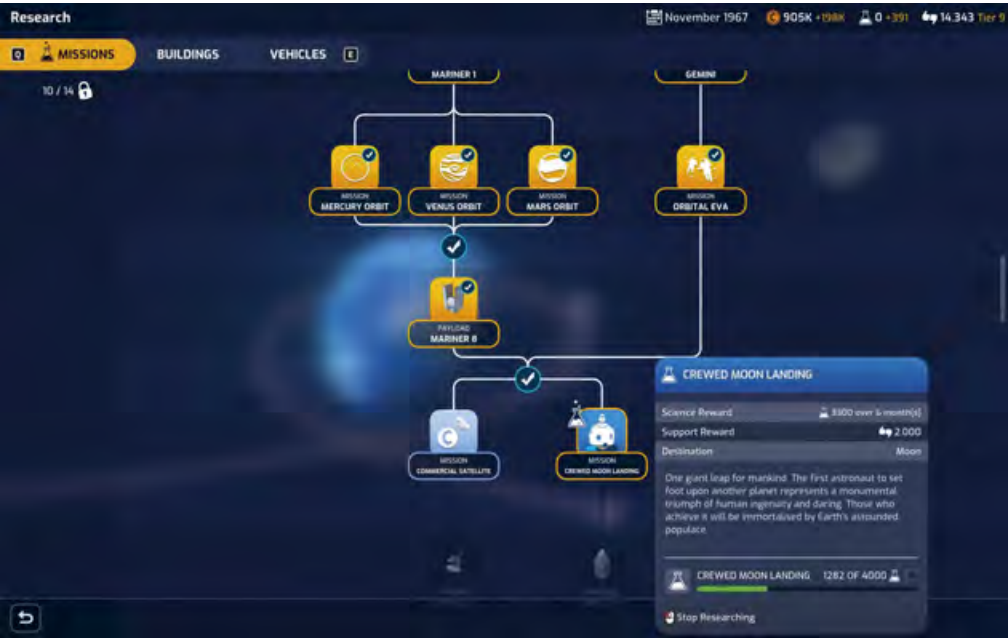 Research
November 1967 905K +198K 0 +391 14.343 Tier 9
Q MISSIONS BUILDINGS VEHICLES E
10 / 14
MARINER 1
GEMINI
MISSION
MERCURY ORBIT
MISSION
VENUS ORBIT
MISSION
MARS ORBIT
MISSION
ORBITAL EVA
PAYLOAD
MARINER 8
MISSION
COMMERCIAL SATELLITE
MISSION
CREWED MOON LANDING
CREWED MOON LANDING
Science Reward over 6 month(s)
Support Reward 2.000
Destination Moon
One giant leap for mankind. The first astronaut to set
foot upon another planet represents a monumental
triumph of human ingenuity and daring. Those who
achieve it will be immortalised by Earth's astounded
populace.
CREWED MOON LANDING 1282 OF 4000
Stop Researching